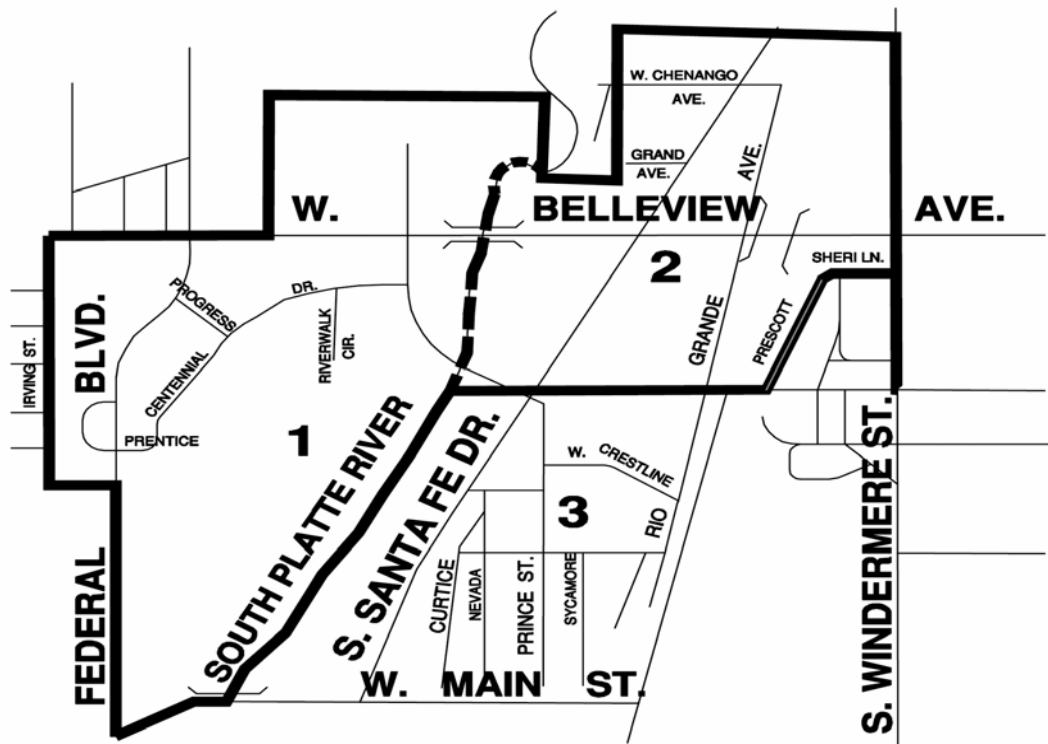 W. CHENANGO
AVE.
GRAND
AVE.
AVE.
W. BELLEVIEW AVE.
2
SHERI LN.
PROGRESS
DR.
BLVD.
RIVERWALK
CIR.
GRANDE
PRESCOTT
IRVING ST.
CENTENNIAL
PRENTICE
1
SOUTH PLATTE RIVER
S. SANTA FE DR.
W. CRESTLINE
3
RIO
S. WINDERMERE ST.
FEDERAL
CURTICE
NEVADA
PRINCE ST.
SYCAMORE
W. MAIN ST.